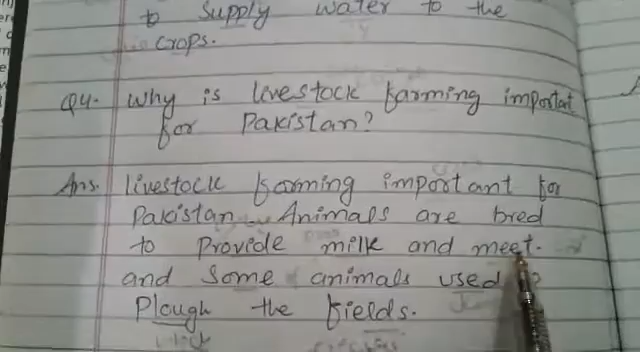 to supply water to the
crops.
Q4. Why is livestock farming important
for Pakistan?
Ans. livestock farming important for
Pakistan. Animals are bred
to provide milk and meet.
and some animals used
Plough the fields.